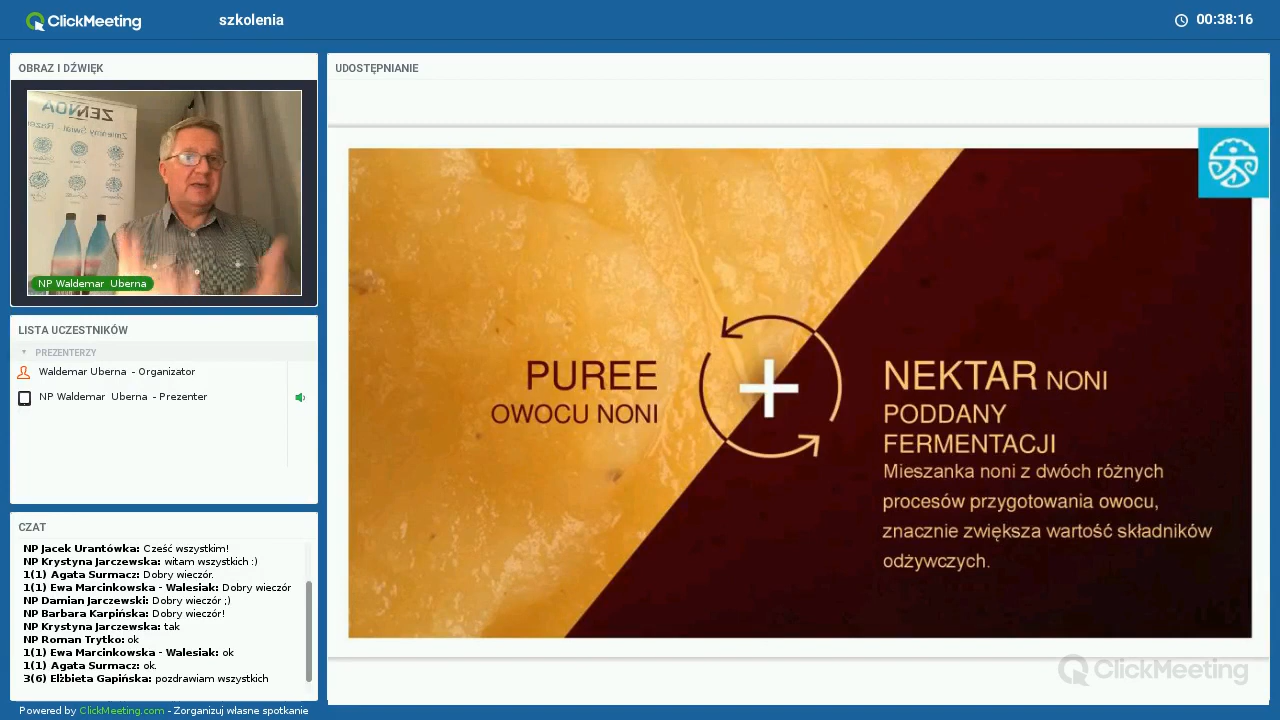 ClickMeeting
szkolenia
00:38:16
OBRAZ I DŹWIĘK
ZENNOA
NP Waldemar Uberna
LISTA UCZESTNIKÓW
PREZENTERZY
Waldemar Uberna - Organizator
NP Waldemar Uberna - Prezenter
CZAT
NP Jacek Urantówka: Cześć wszystkim!
NP Krystyna Jarczewska: witam wszystkich :)
1(1) Agata Surmacz: Dobry wieczór.
1(1) Ewa Marcinkowska - Walesiak: Dobry wieczór
NP Damian Jarczewski: Dobry wieczór ;)
NP Barbara Karpińska: Dobry wieczór!
NP Krystyna Jarczewska: tak
NP Roman Trytko: ok
1(1) Ewa Marcinkowska - Walesiak: ok
1(1) Agata Surmacz: ok.
3(6) Elżbieta Gapińska: pozdrawiam wszystkich
Powered by ClickMeeting.com - Zorganizuj własne spotkanie
UDOSTĘPNIANIE
PUREE
OWOCU NONI
NEKTAR NONI
PODDANY
FERMENTACJI
Mieszanka noni z dwóch różnych
procesów przygotowania owocu,
znacznie zwiększa wartość składników
odżywczych.
ClickMeeting